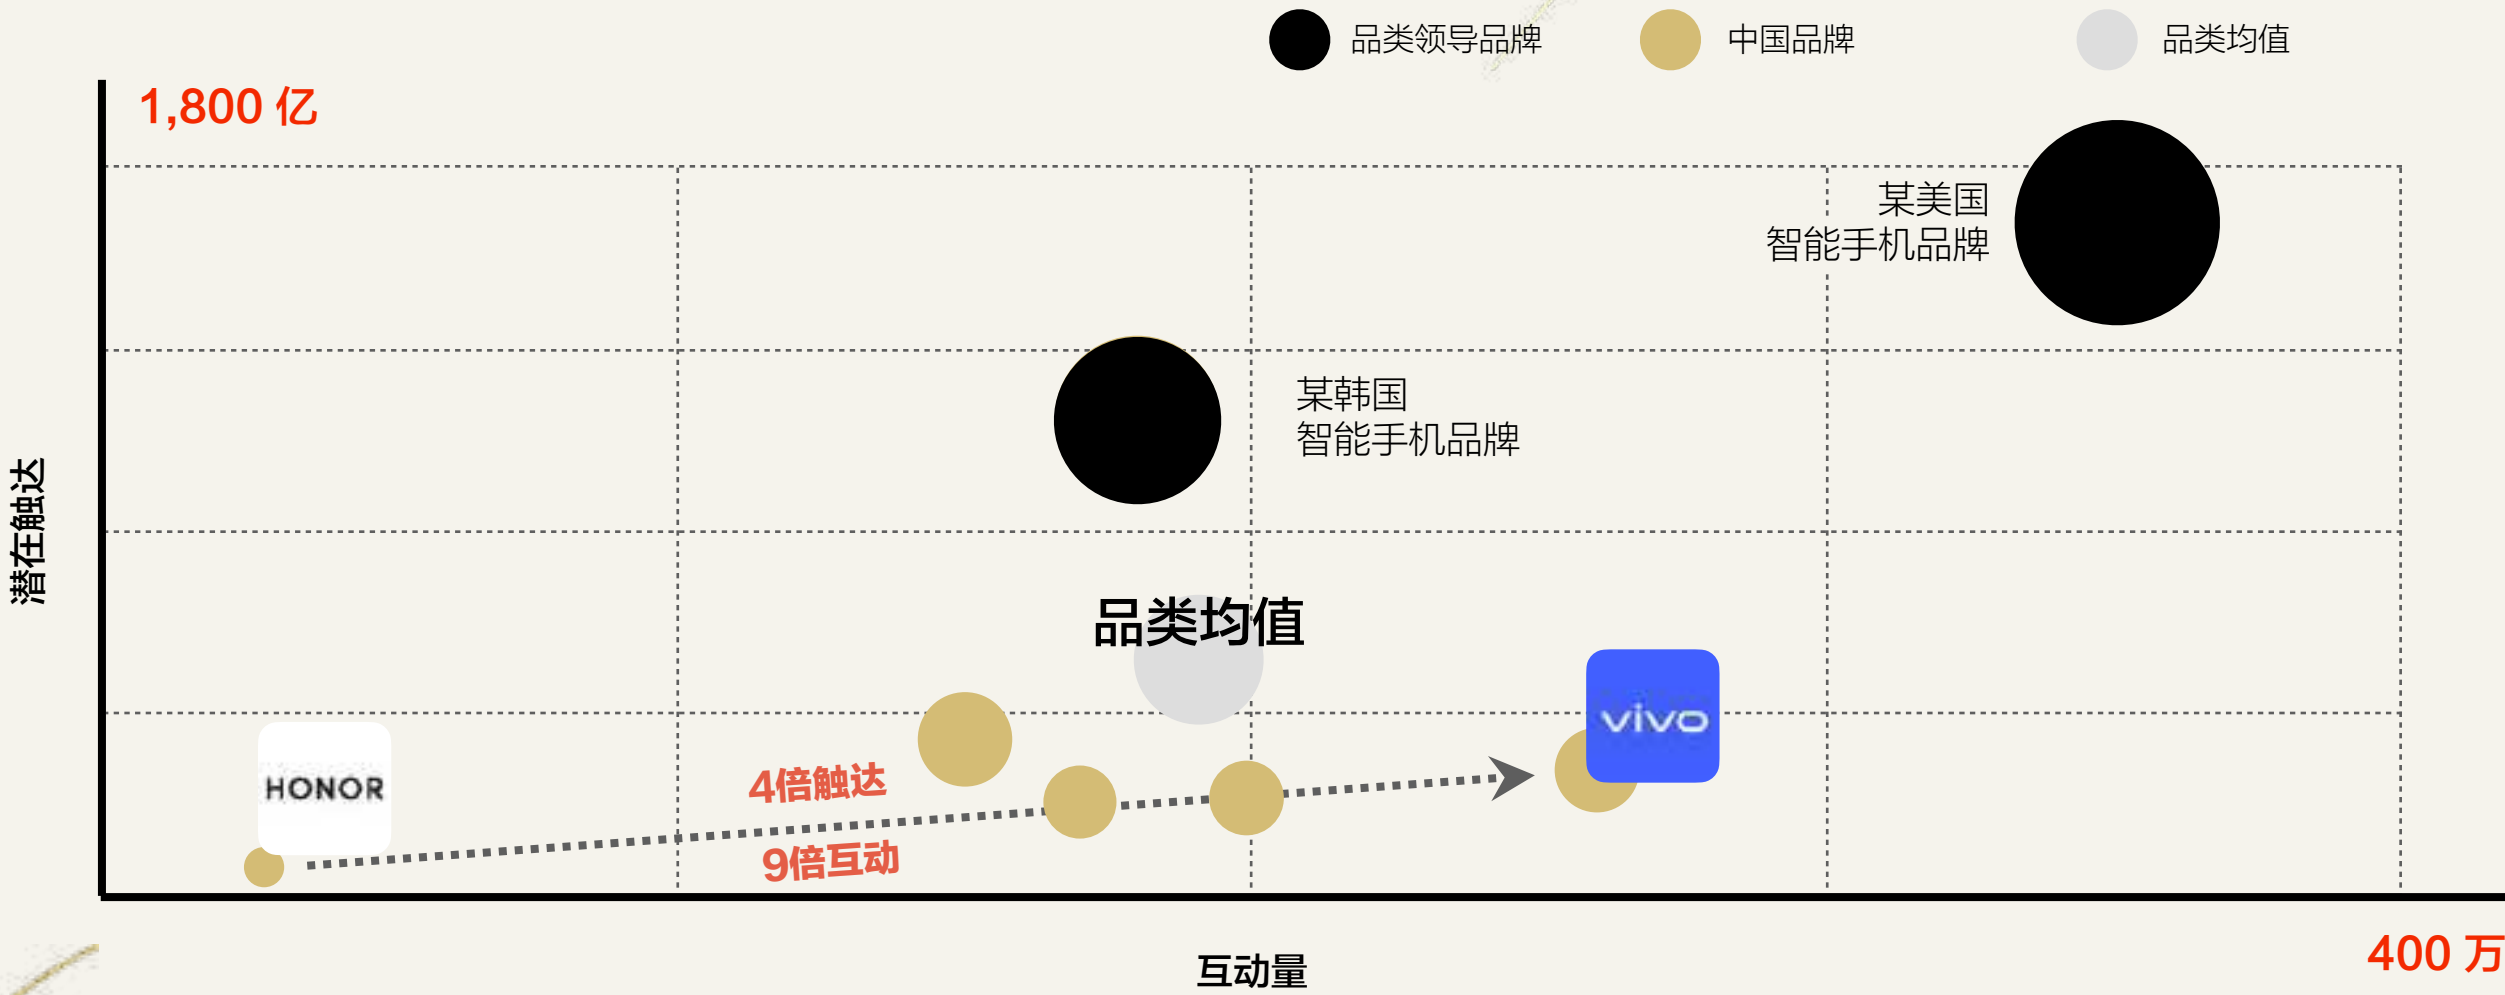 品类领导品牌
中国品牌
品类均值
1,800 亿
某美国
智能手机品牌
某韩国
智能手机品牌
潜在触达
品类均值
vivo
HONOR
4倍触达
9倍互动
互动量
400 万